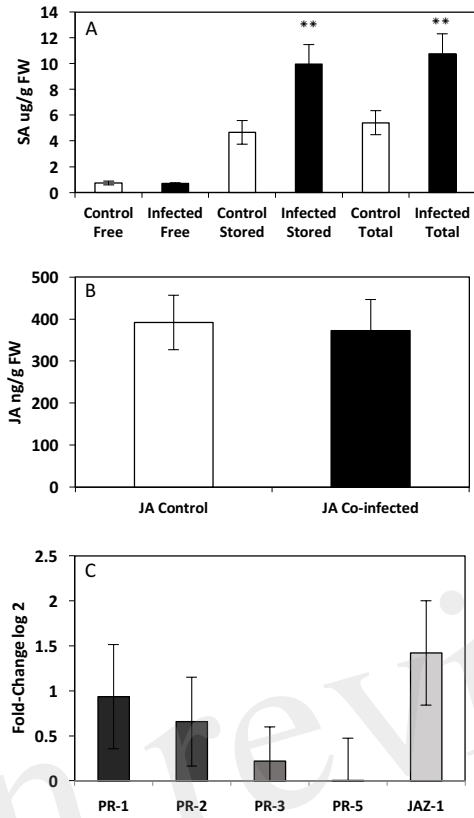 A
SA ug/g FW
14
12
10
8
6
4
2
0
** **
Control Free
Infected Free
Control Stored
Infected Stored
Control Total
Infected Total
B
JA ng/g FW
500
400
300
200
100
0
JA Control
JA Co-infected
C
Fold-Change log 2
2.5
2
1.5
1
0.5
0
PR-1
PR-2
PR-3
PR-5
JAZ-1